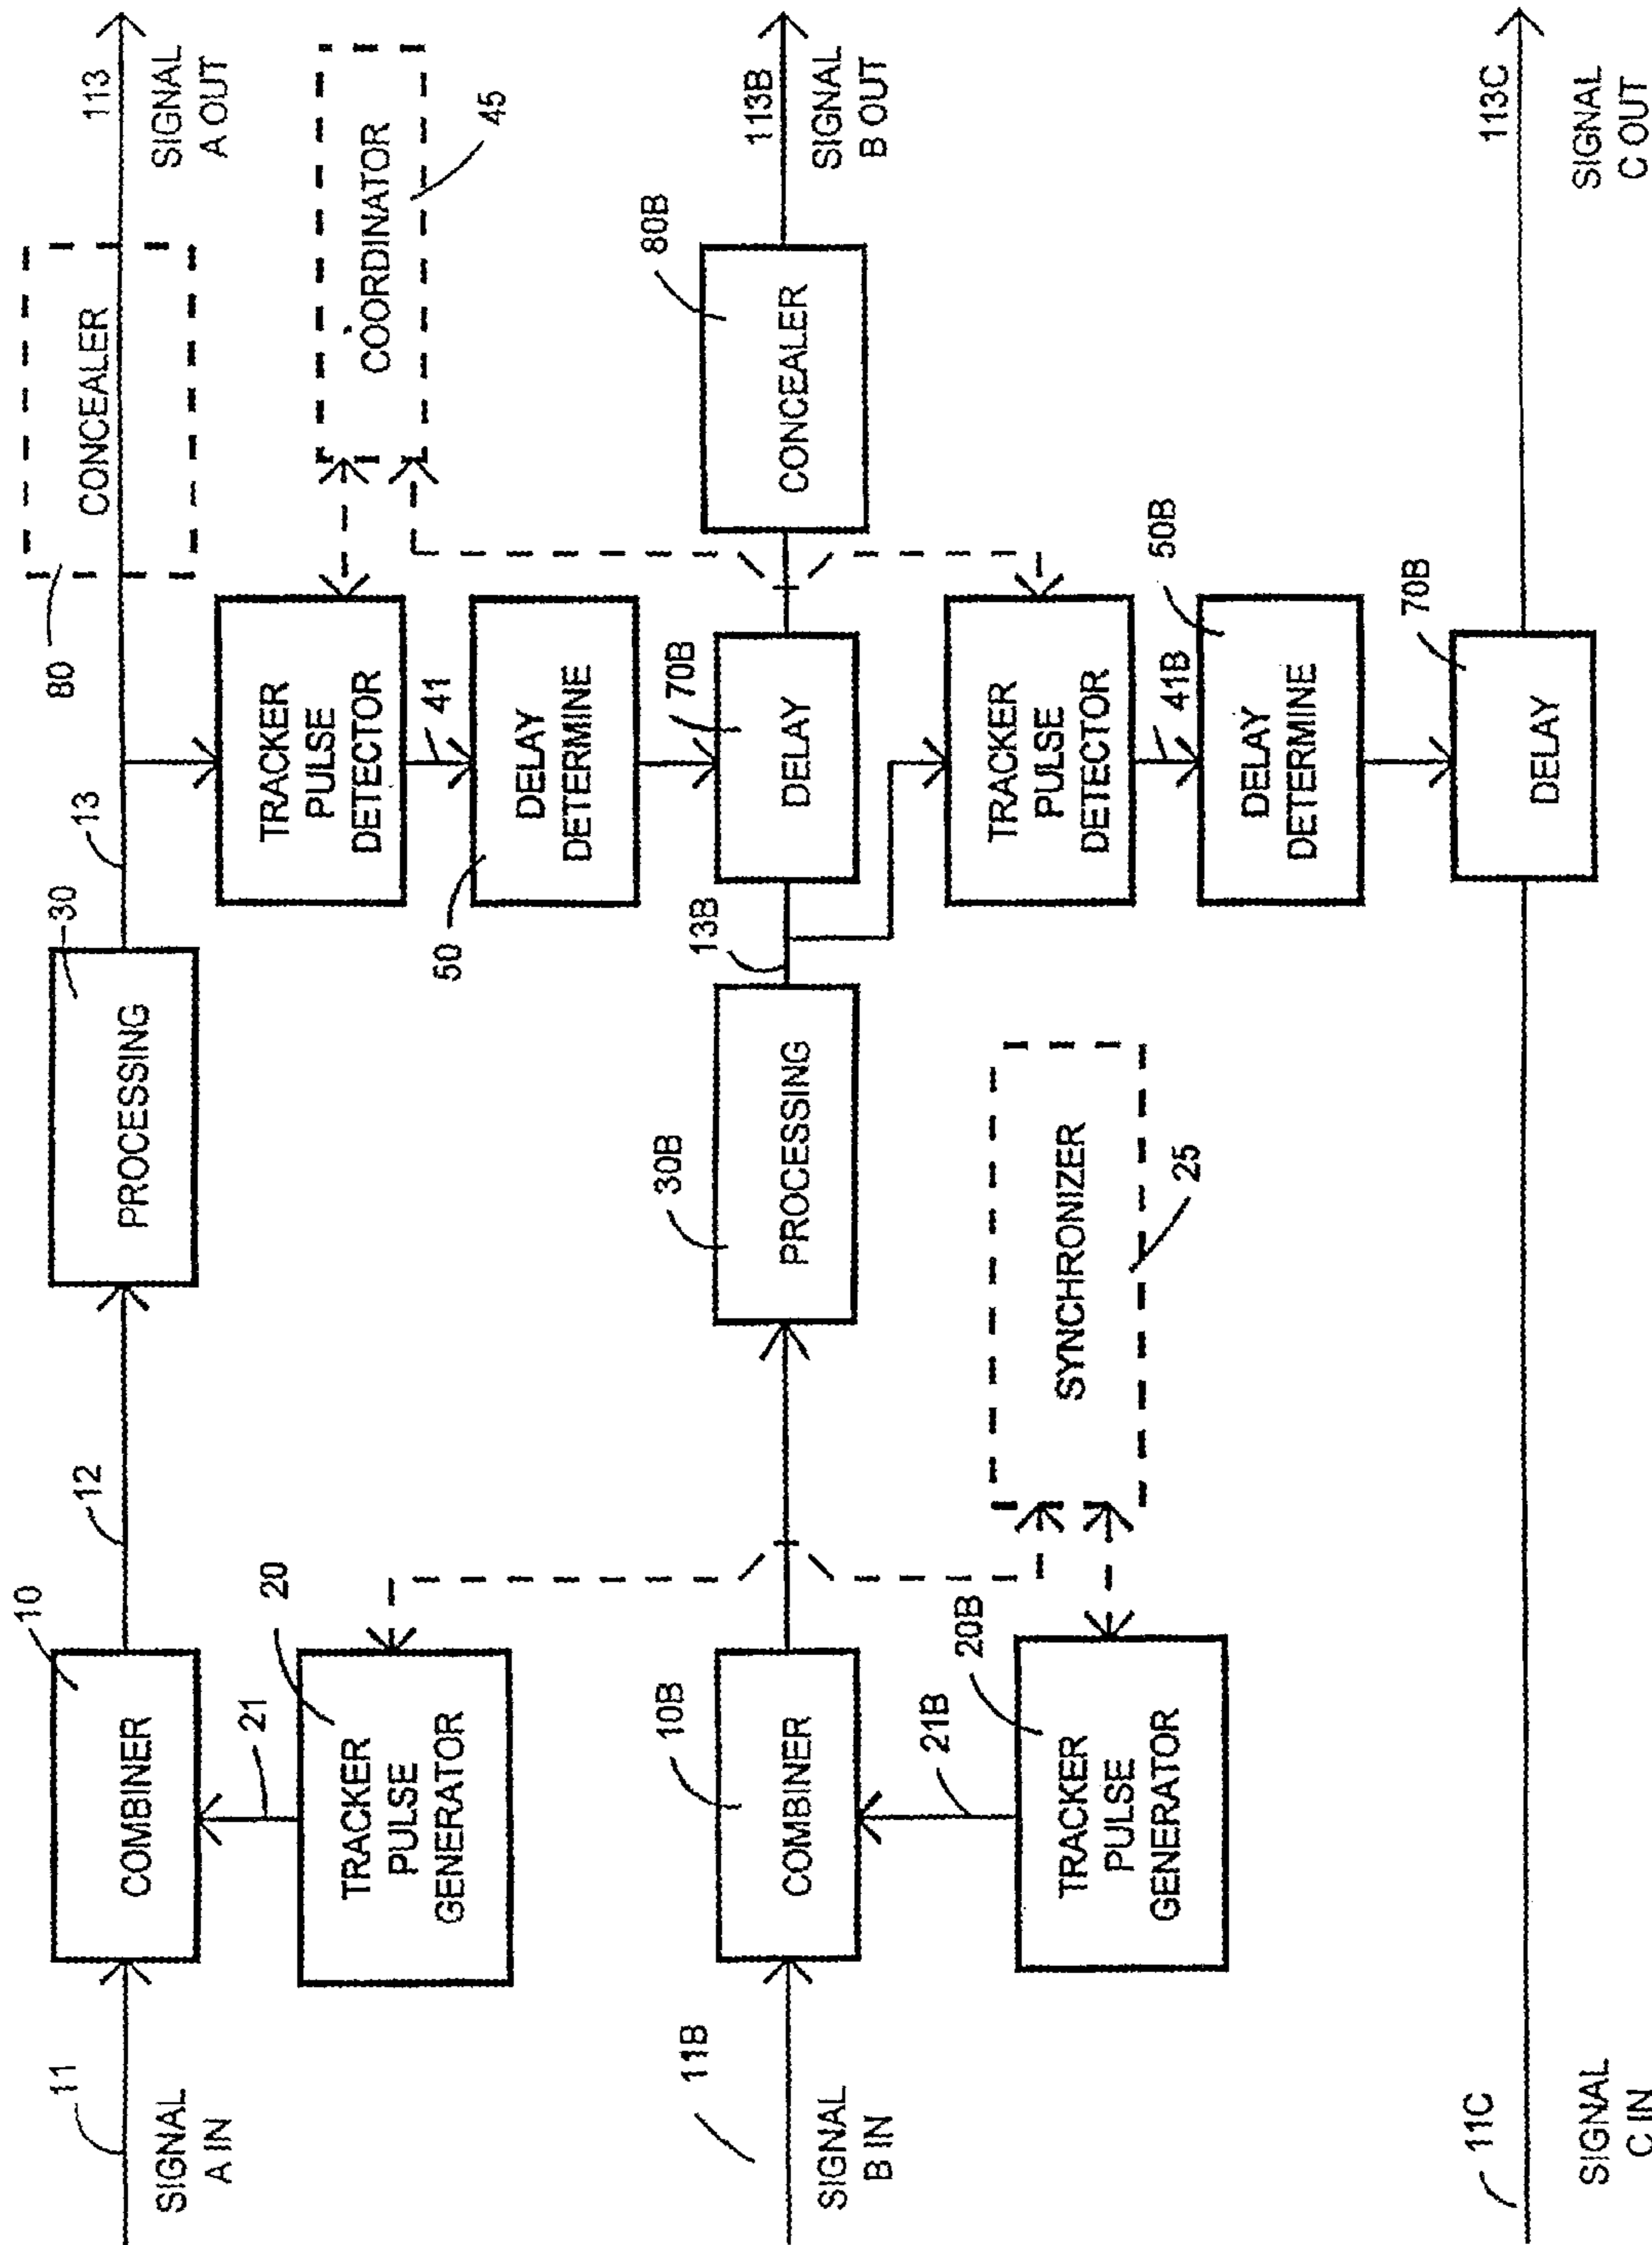 11
SIGNAL
A IN
COMBINER
10
12
PROCESSING
30
13
CONCEALER
80
113
SIGNAL
A OUT
21
TRACKER
PULSE
GENERATOR
20
TRACKER
PULSE
DETECTOR
41
DELAY
DETERMINE
50
COORDINATOR
45
11B
SIGNAL
B IN
COMBINER
10B
PROCESSING
30B
13B
DELAY
70B
CONCEALER
80B
113B
SIGNAL
B OUT
21B
TRACKER
PULSE
GENERATOR
20B
SYNCHRONIZER
25
TRACKER
PULSE
DETECTOR
41B
DELAY
DETERMINE
50B
11C
SIGNAL
C IN
DELAY
70B
113C
SIGNAL
C OUT